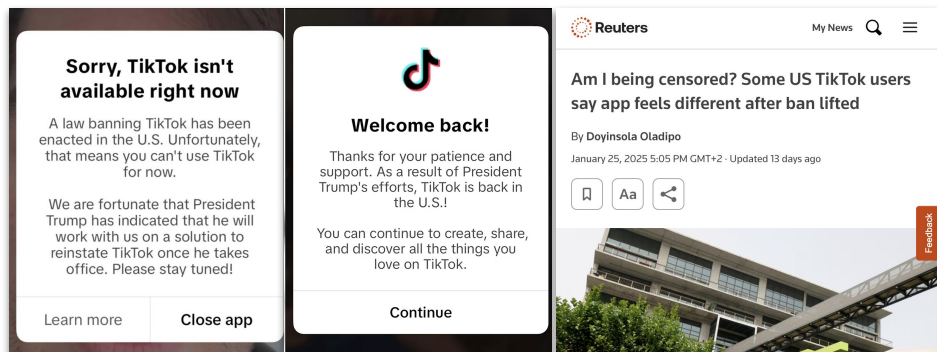 Sorry, TikTok isn't
available right now
A law banning TikTok has been
enacted in the U.S. Unfortunately,
that means you can't use TikTok
for now.
We are fortunate that President
Trump has indicated that he will
work with us on a solution to
reinstate TikTok once he takes
office. Please stay tuned!
Learn more
Close app
Welcome back!
Thanks for your patience and
support. As a result of President
Trump's efforts, TikTok is back in
the U.S.!
You can continue to create, share,
and discover all the things you
love on TikTok.
Continue
Reuters
My News
Am I being censored? Some US TikTok users
say app feels different after ban lifted
By Doyinsola Oladipo
January 25, 2025 5:05 PM GMT+2 · Updated 13 days ago
Aa
Feedback